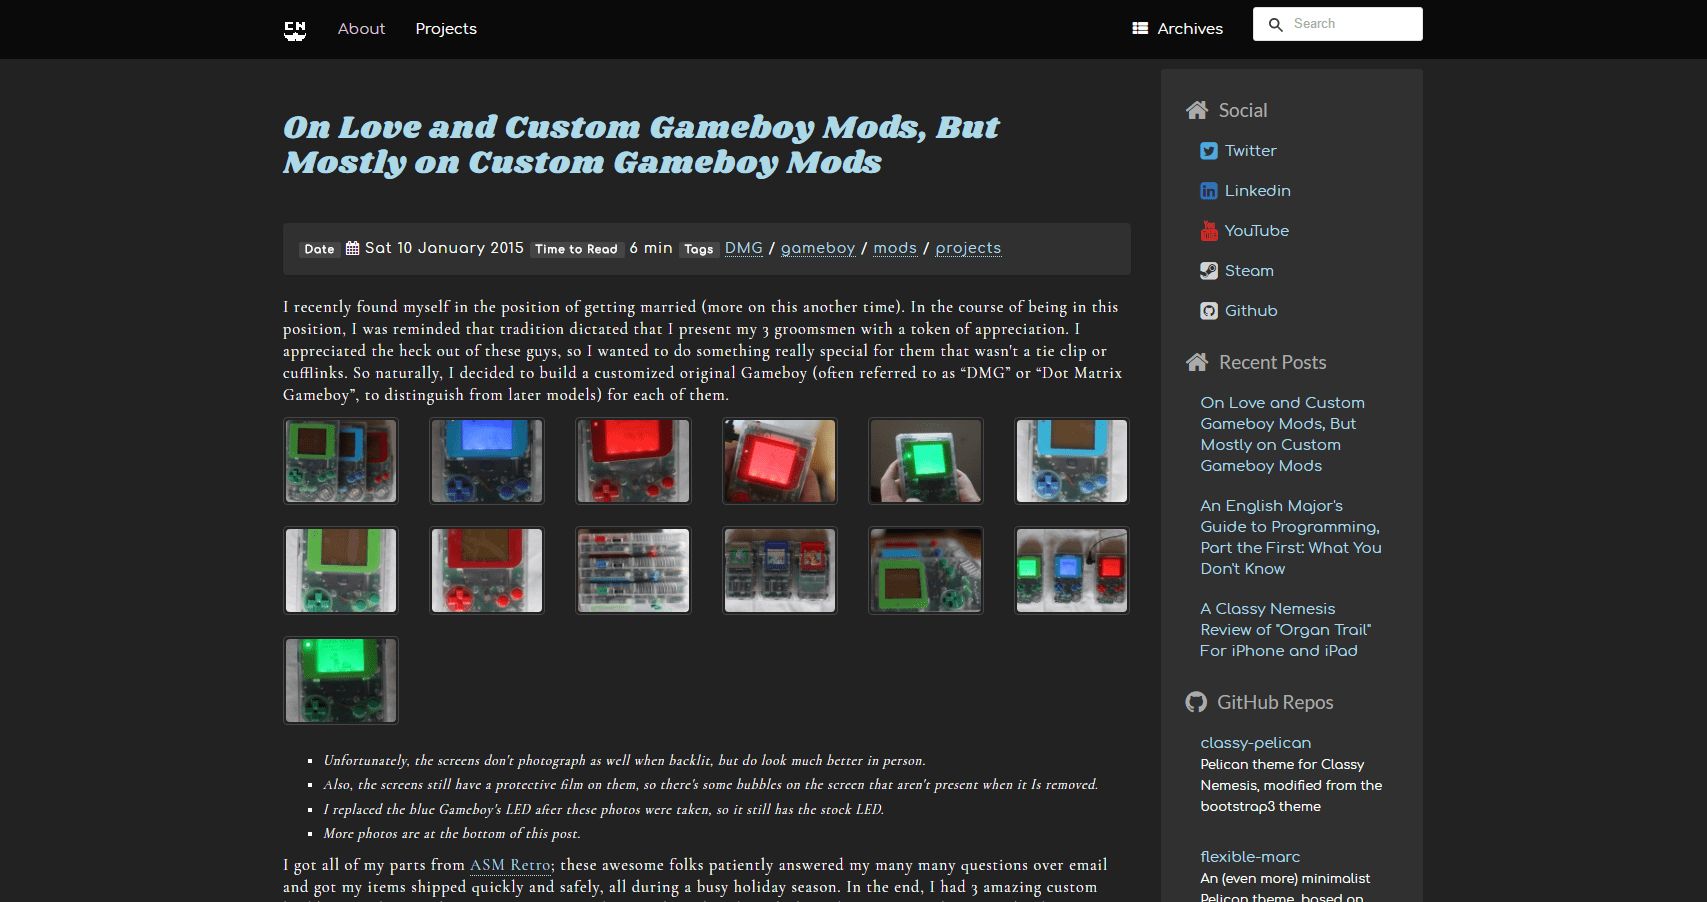 CN
About
Projects
Archives
Search
On Love and Custom Gameboy Mods, But
Mostly on Custom Gameboy Mods
Date Sat 10 January 2015 Time to Read 6 min Tags DMG / gameboy / mods / projects
I recently found myself in the position of getting married (more on this another time). In the course of being in this
position, I was reminded that tradition dictated that I present my 3 groomsmen with a token of appreciation. I
appreciated the heck out of these guys, so I wanted to do something really special for them that wasn't a tie clip or
cufflinks. So naturally, I decided to build a customized original Gameboy (often referred to as “DMG” or “Dot Matrix
Gameboy”, to distinguish from later models) for each of them.
Unfortunately, the screens don't photograph as well when backlit, but do look much better in person.
Also, the screens still have a protective film on them, so there's some bubbles on the screen that aren't present when it Is removed.
I replaced the blue Gameboy's LED after these photos were taken, so it still has the stock LED.
More photos are at the bottom of this post.
I got all of my parts from ASM Retro; these awesome folks patiently answered my many many questions over email
and got my items shipped quickly and safely, all during a busy holiday season. In the end, I had 3 amazing custom
Social
Twitter
Linkedin
YouTube
Steam
Github
Recent Posts
On Love and Custom
Gameboy Mods, But
Mostly on Custom
Gameboy Mods
An English Major's
Guide to Programming,
Part the First: What You
Don't Know
A Classy Nemesis
Review of "Organ Trail"
For iPhone and iPad
GitHub Repos
classy-pelican
Pelican theme for Classy
Nemesis, modified from the
bootstrap3 theme
flexible-marc
An (even more) minimalist
Pelican theme, based on